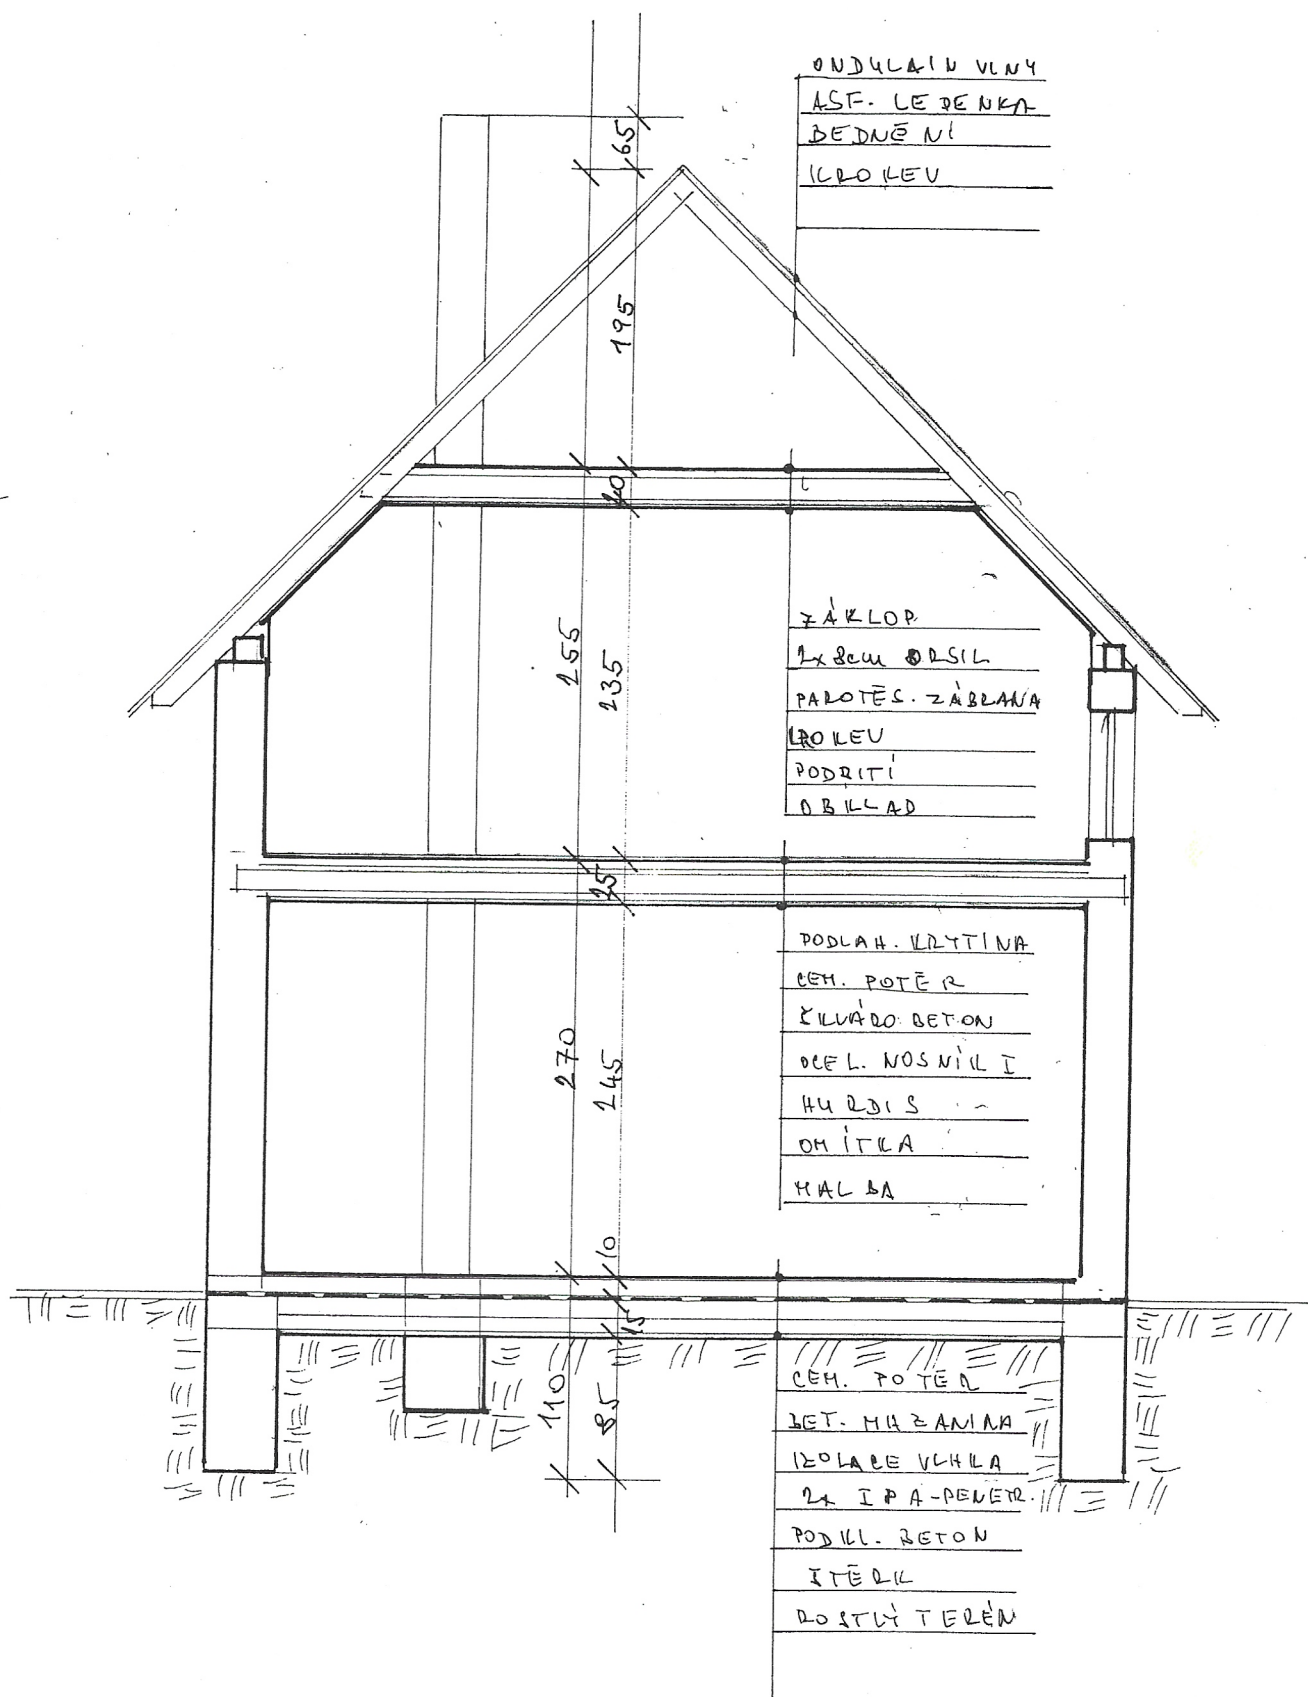 ONDULAIN VLNY
ASF. LEPENKA
BEDNĚNÍ
KROKEV
65
195
20
ZÁKLOP
2x8cm ORSIL
PAROTĚS. ZÁBRANA
KROKEV
PODBITÍ
OBKLAD
255
235
25
PODLAH. KRYTINA
CEM. POTĚR
ŠKVÁRO BETON
OCEL. NOSNÍK I
HURDIS
OMÍTKA
MALBA
270
245
10
15
110
85
CEM. POTĚR
BET. MAZANINA
IZOLACE VLHKA
2x IPA-PENETR.
PODKL. BETON
ŠTĚRK
ROSTLÝ TERÉN